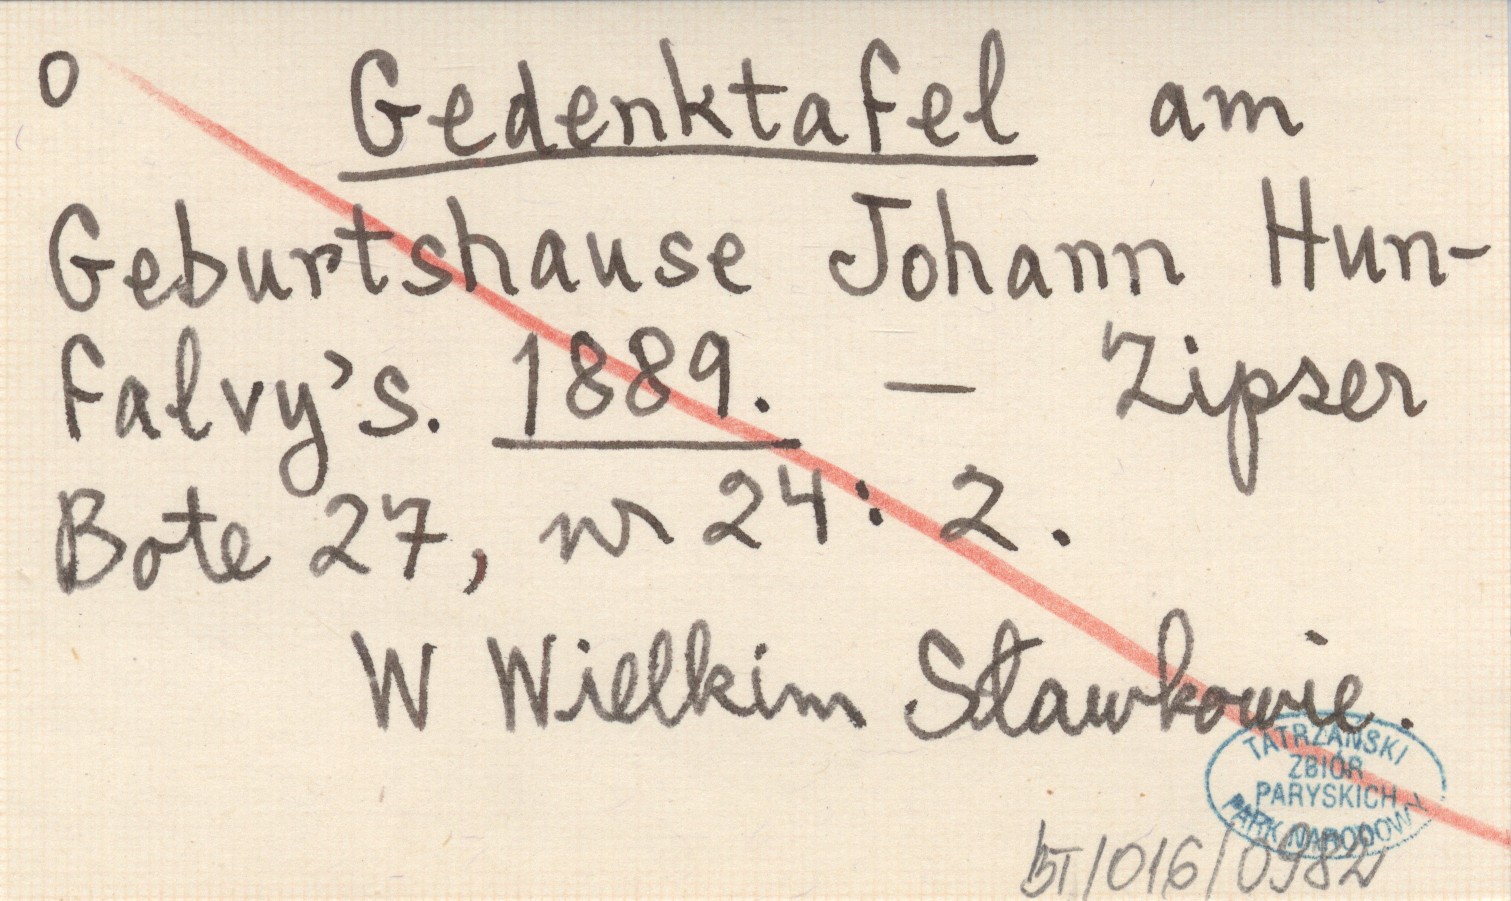 o Gedenktafel am
Geburtshause Johann Hun-
falvy's. 1889. — Zipser
Bote 27, nr 24: 2.
W Wielkim Sławkowie.
TATRZAŃSKI
ZBIÓR
PARYSKICH
PARK NARODOWY
BT/016/0982